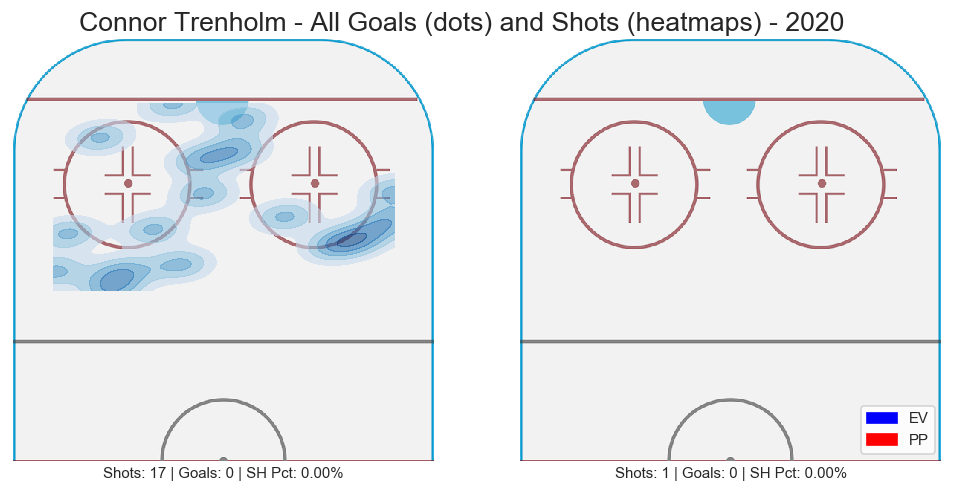 Connor Trenholm - All Goals (dots) and Shots (heatmaps) - 2020
EV
PP
Shots: 17 | Goals: 0 | SH Pct: 0.00%
Shots: 1 | Goals: 0 | SH Pct: 0.00%